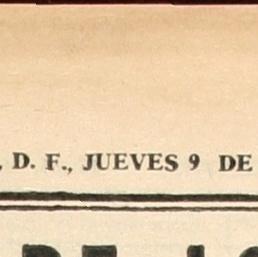 , D. F., JUEVES 9 DE